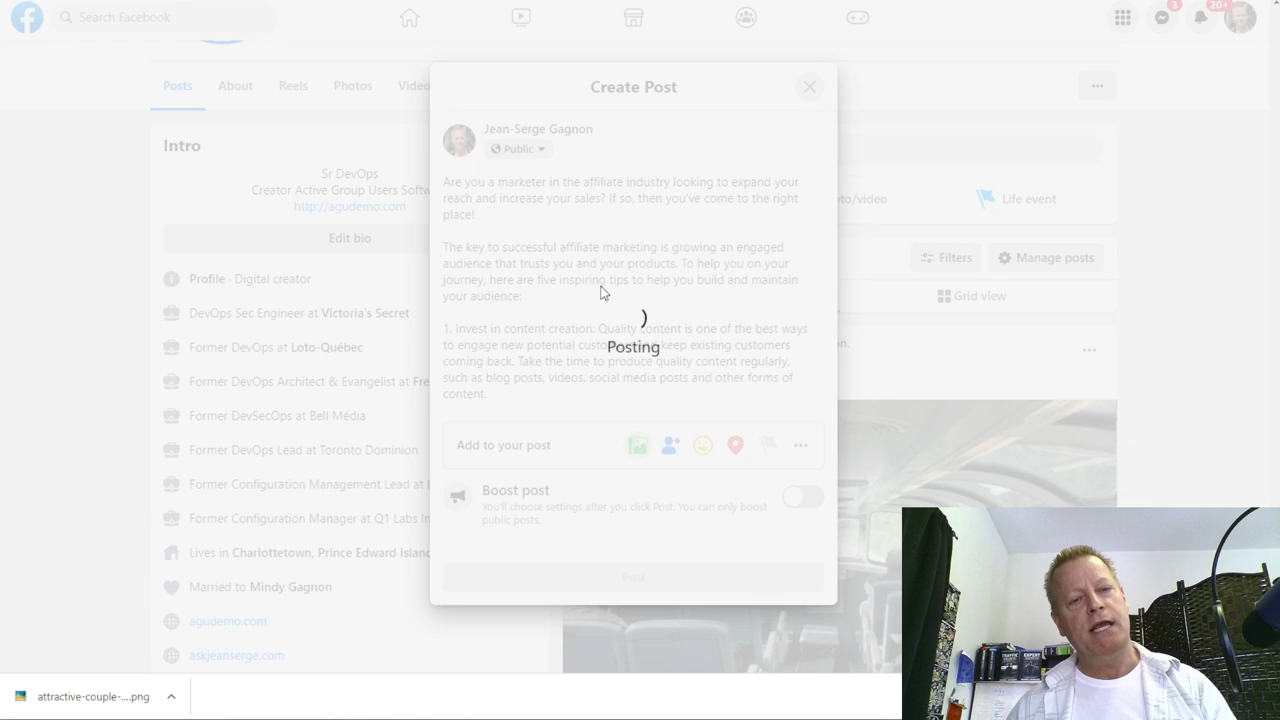 Search Facebook
3
20+
Posts
About
Reels
Photos
Create Post
Intro
Sr DevOps
Creator Active Group Users
http://agudemo.com
Edit bio
Profile · Digital creator
DevOps Sec Engineer at Victoria's Secret
Former DevOps at Loto-Québec
Former DevOps Architect & Evangelist at
Former DevSecOps at Bell Média
Former DevOps Lead at Toronto Dominion
Former Configuration Management Lead at
Former Configuration Manager at Q1 Labs
Lives in Charlottetown, Prince Edward
Married to Mindy Gagnon
agudemo.com
askjeanserge.com
Jean-Serge Gagnon
Public
Are you a marketer in the affiliate industry looking to expand your
reach and increase your sales? If so, then you've come to the right
place!
The key to successful affiliate marketing is growing an engaged
audience that trusts you and your products. To help you on your
journey, here are five inspiring tips to help you build and maintain
your audience:
1. Invest in content creation: Quality content is one of the best ways
to engage new potential keep existing customers
coming back. Take the time to produce quality content regularly,
such as blog posts, videos, social media posts and other forms of
content.
Posting
Add to your post
Boost post
You'll choose settings after you click Post. You can only boost
public posts.
Post
Life event
Filters
Manage posts
Grid view
attractive-couple-....png
TRAFFIC
EXPERT
SECRETS